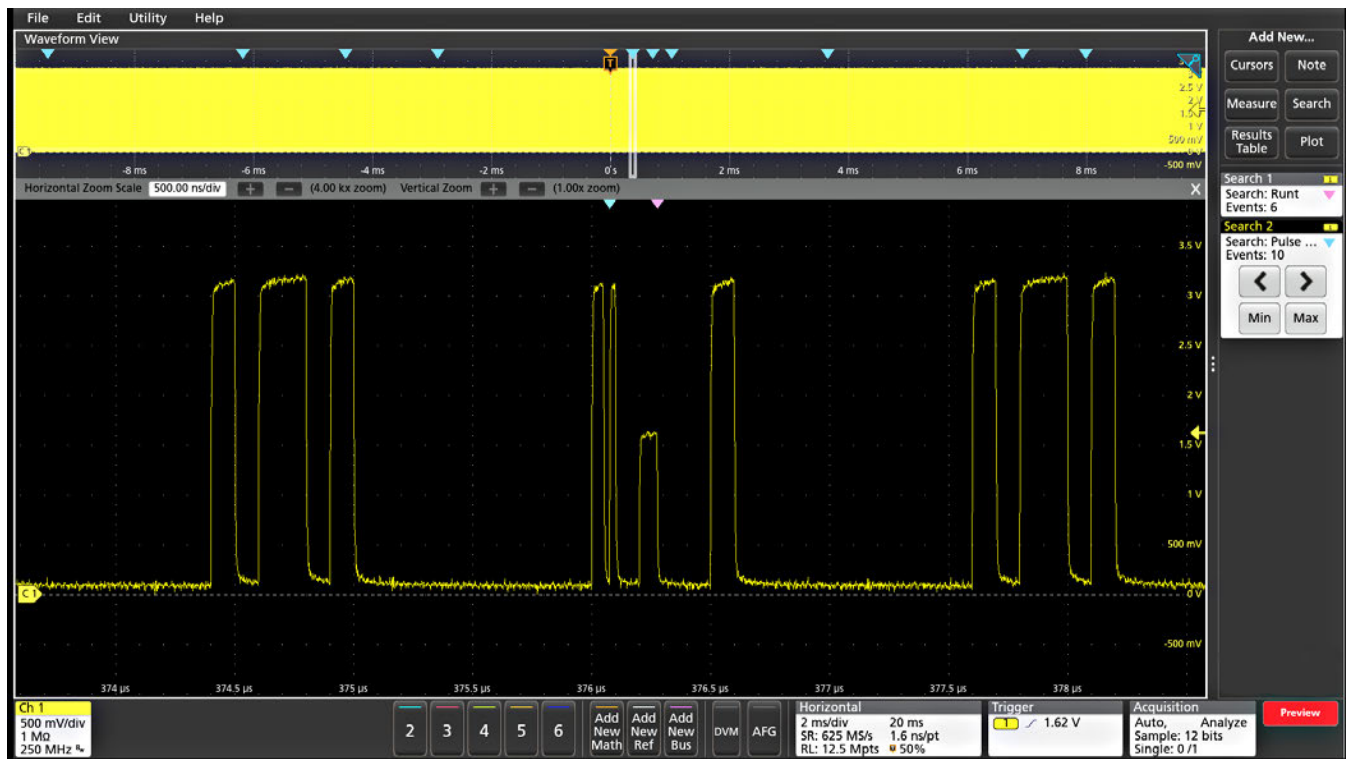 File Edit Utility Help
Waveform View
Add New...
Cursors Note
Measure Search
Results Table Plot
T
2.5 V
2 V
1.5 V
1 V
500 mV
-500 mV
C 1
-8 ms -6 ms -4 ms -2 ms 0 s 2 ms 4 ms 6 ms 8 ms
Horizontal Zoom Scale 500.00 ns/div + - (4.00 kx zoom) Vertical Zoom + - (1.00x zoom) X
Search 1 1
Search: Runt
Events: 6
Search 2 1
Search: Pulse ...
Events: 10
< >
Min Max
3.5 V
3 V
2.5 V
2 V
1.5 V
1 V
500 mV
C 1
0 V
-500 mV
374 µs 374.5 µs 375 µs 375.5 µs 376 µs 376.5 µs 377 µs 377.5 µs 378 µs
Ch 1
500 mV/div
1 MΩ
250 MHz
2 3 4 5 6
Add New Math
Add New Ref
Add New Bus
DVM AFG
Horizontal
2 ms/div 20 ms
SR: 625 MS/s 1.6 ns/pt
RL: 12.5 Mpts 50%
Trigger
1 1.62 V
Acquisition
Auto, Analyze
Sample: 12 bits
Single: 0 /1
Preview